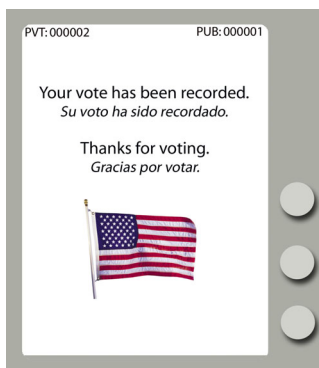 PVT: 000002 PUB: 000001
Your vote has been recorded.
Su voto ha sido recordado.
Thanks for voting.
Gracias por votar.